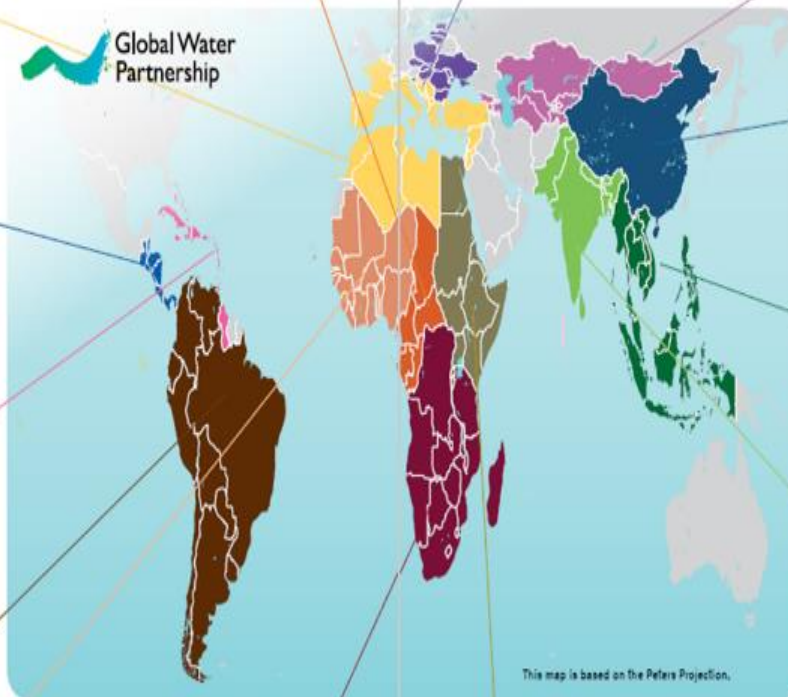 Global Water
Partnership
This map is based on the Peters Projection.